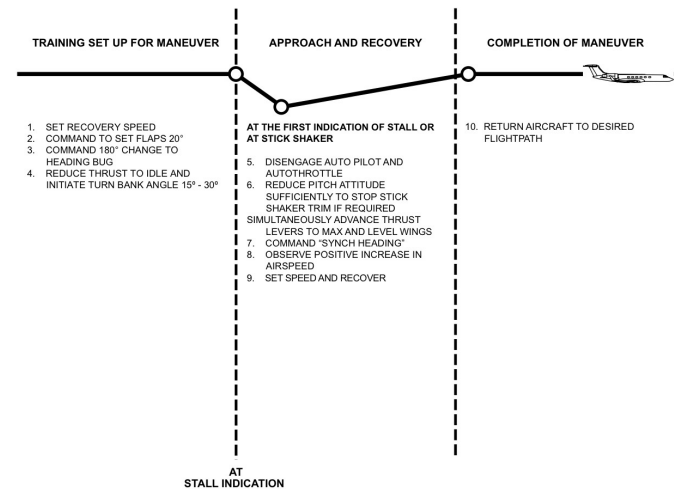 TRAINING SET UP FOR MANEUVER
1. SET RECOVERY SPEED
2. COMMAND TO SET FLAPS 20°
3. COMMAND 180° CHANGE TO
HEADING BUG
4. REDUCE THRUST TO IDLE AND
INITIATE TURN BANK ANGLE 15º - 30º
APPROACH AND RECOVERY
AT THE FIRST INDICATION OF STALL OR
AT STICK SHAKER
5. DISENGAGE AUTO PILOT AND
AUTOTHROTTLE
6. REDUCE PITCH ATTITUDE
SUFFICIENTLY TO STOP STICK
SHAKER TRIM IF REQUIRED
SIMULTANEOUSLY ADVANCE THRUST
LEVERS TO MAX AND LEVEL WINGS
7. COMMAND “SYNCH HEADING”
8. OBSERVE POSITIVE INCREASE IN
AIRSPEED
9. SET SPEED AND RECOVER
COMPLETION OF MANEUVER
10. RETURN AIRCRAFT TO DESIRED
FLIGHTPATH
AT
STALL INDICATION